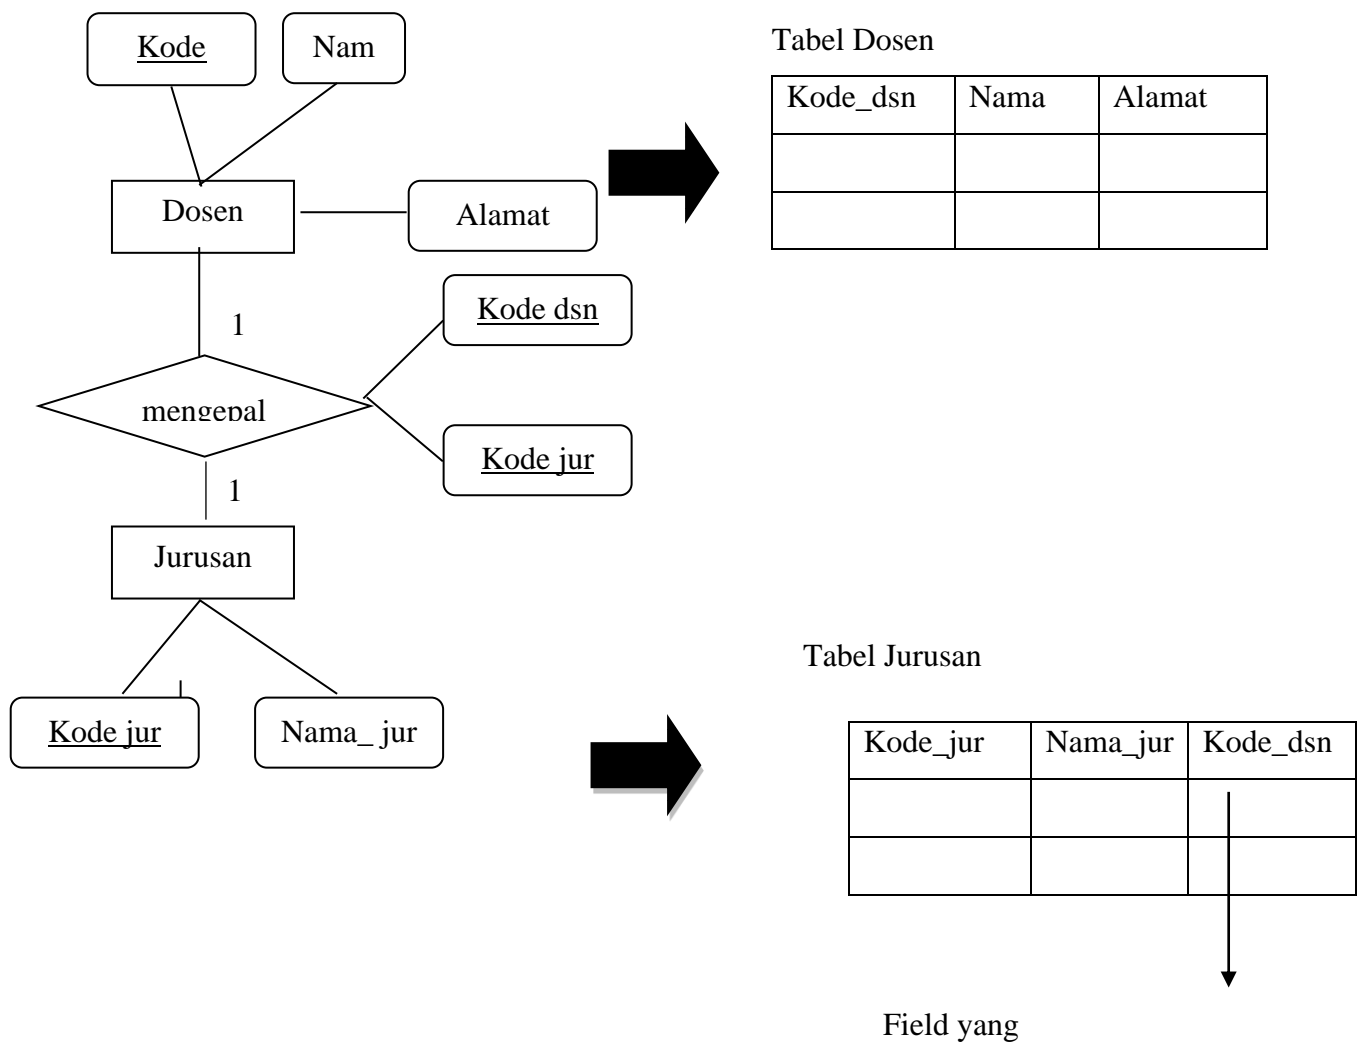 Kode
Nam
Dosen
Alamat
1
Kode dsn
mengepal
Kode jur
1
Jurusan
Kode jur
Nama_ jur
Tabel Dosen
Kode_dsn Nama Alamat
Tabel Jurusan
Kode_jur Nama_jur Kode_dsn
Field yang